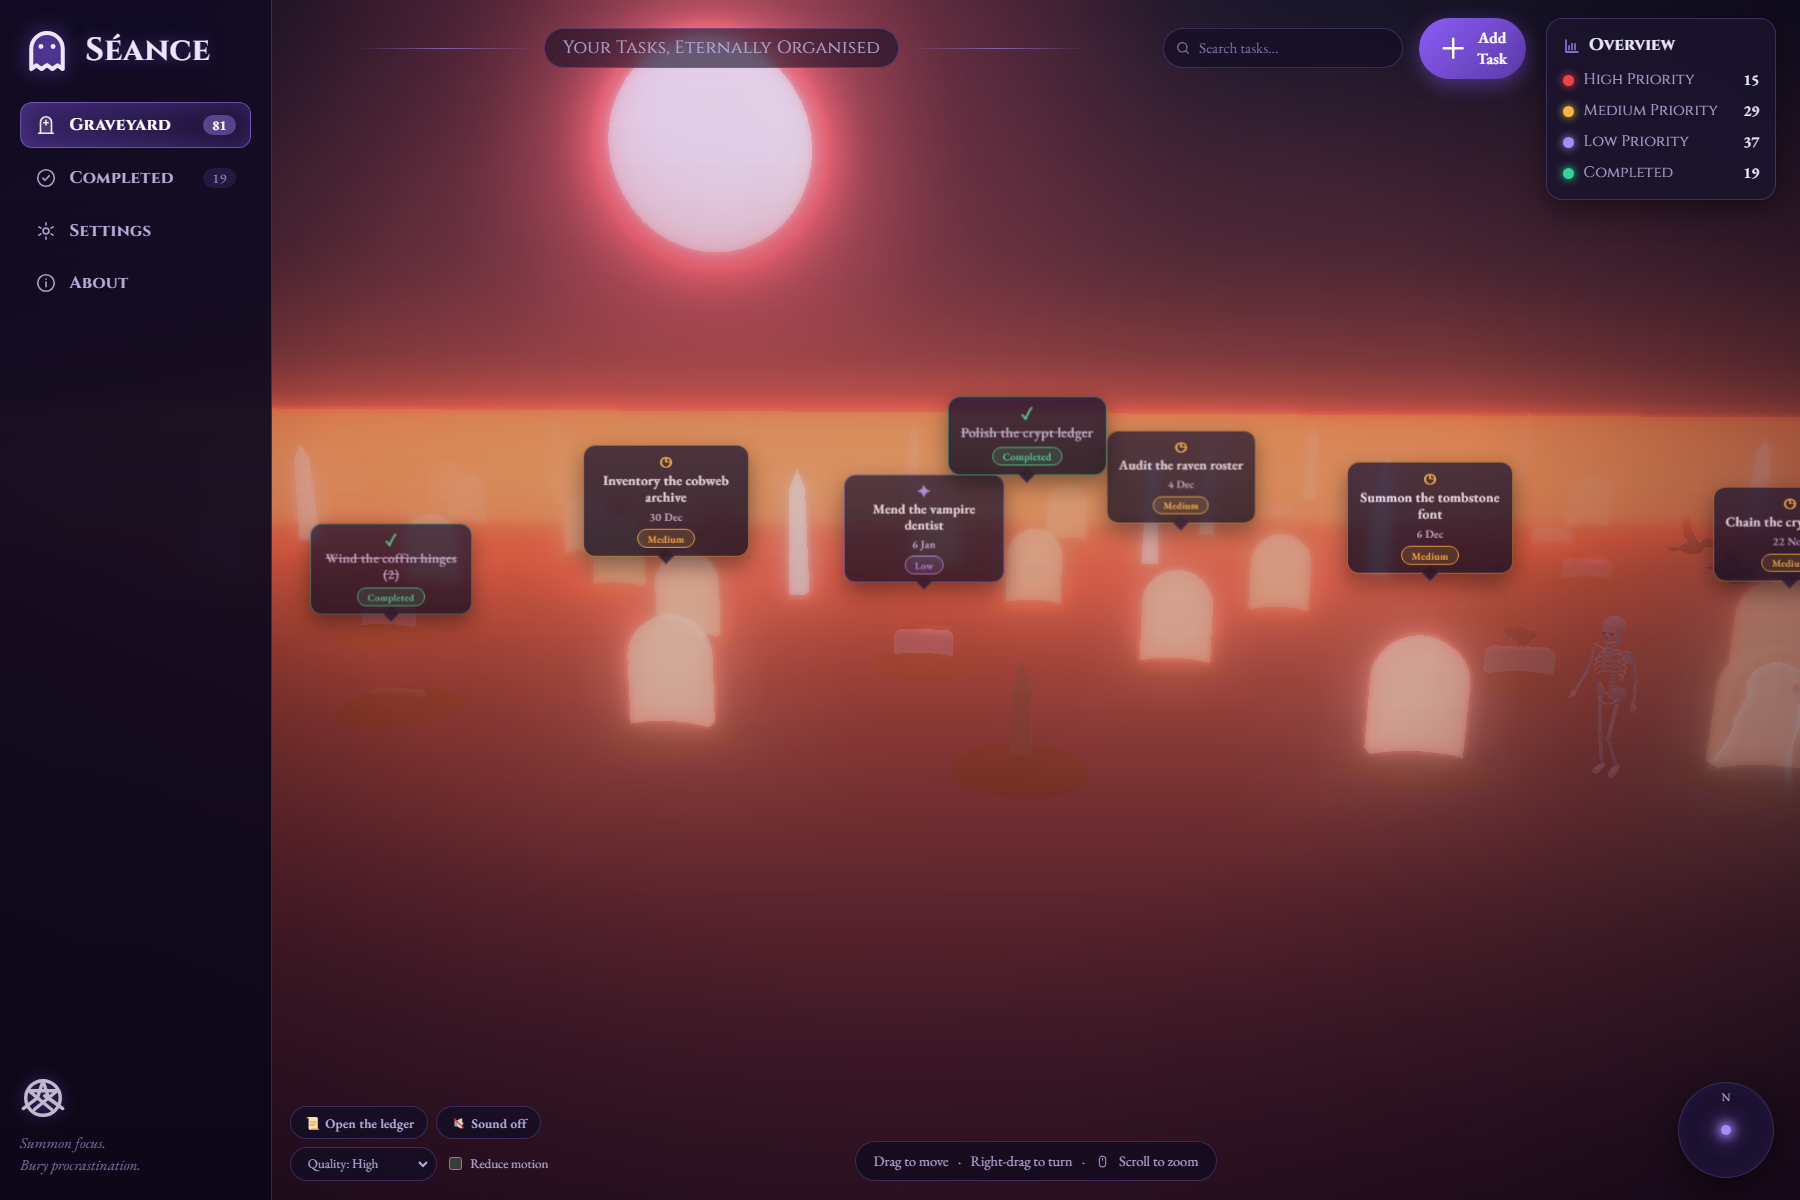 Séance
Your Tasks, Eternally Organised
Search tasks...
Add
Task
Overview
High Priority 15
Medium Priority 29
Low Priority 37
Completed 19
Graveyard 81
Completed 19
Settings
About
Polish the crypt ledger
Completed
Audit the raven roster
4 Dec
Medium
Inventory the cobweb
archive
30 Dec
Medium
Mend the vampire
dentist
6 Jan
Low
Summon the tombstone
font
6 Dec
Medium
Chain the
22
Wind the coffin hinges
(2)
Completed
Summon focus.
Bury procrastination.
Open the ledger
Sound off
Quality: High
Reduce motion
Drag to move · Right-drag to turn · Scroll to zoom
N